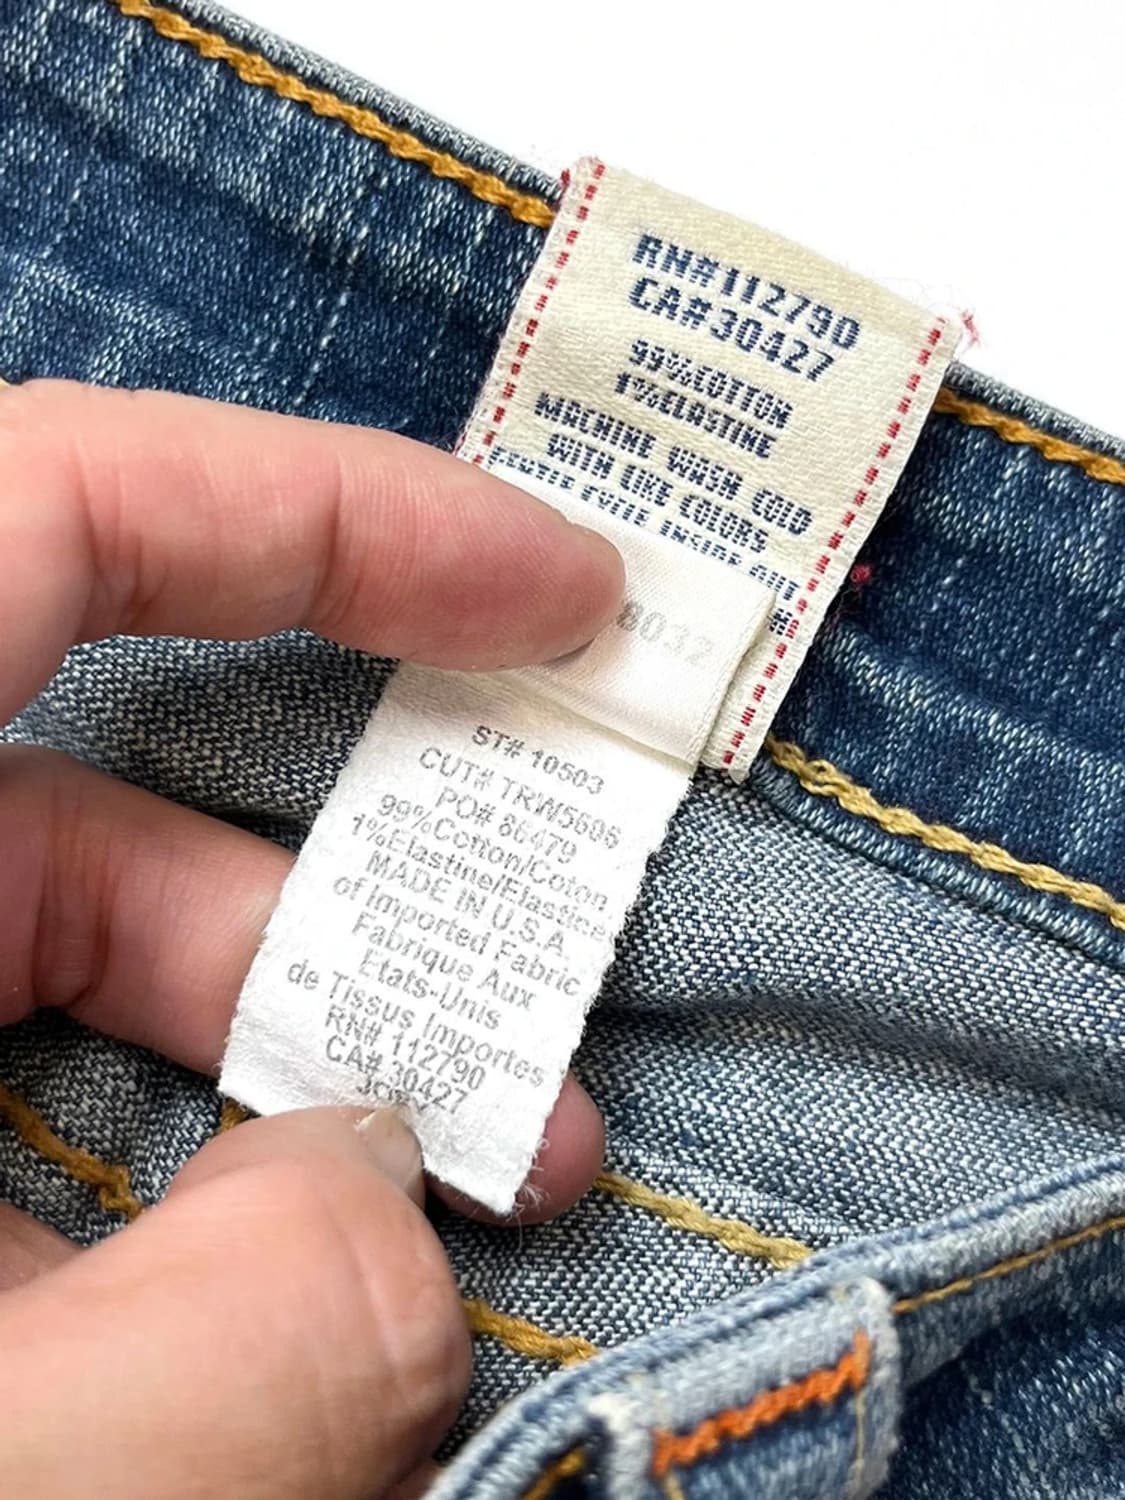 RN#112790
CA#30427
99%COTTON
1%ELASTINE
MACHINE WASH COLD
WITH LIKE COLORS
INSIDE OUT
8032
ST# 10503
CUT# TRW5606
PO# 86479
99%Cotton/Coton
1%Elastine/Elastice
MADE IN U.S.A
of Imported Fabric
Fabrique Aux
Etats-Unis
de Tissus Importes
RN# 112790
CA# 30427